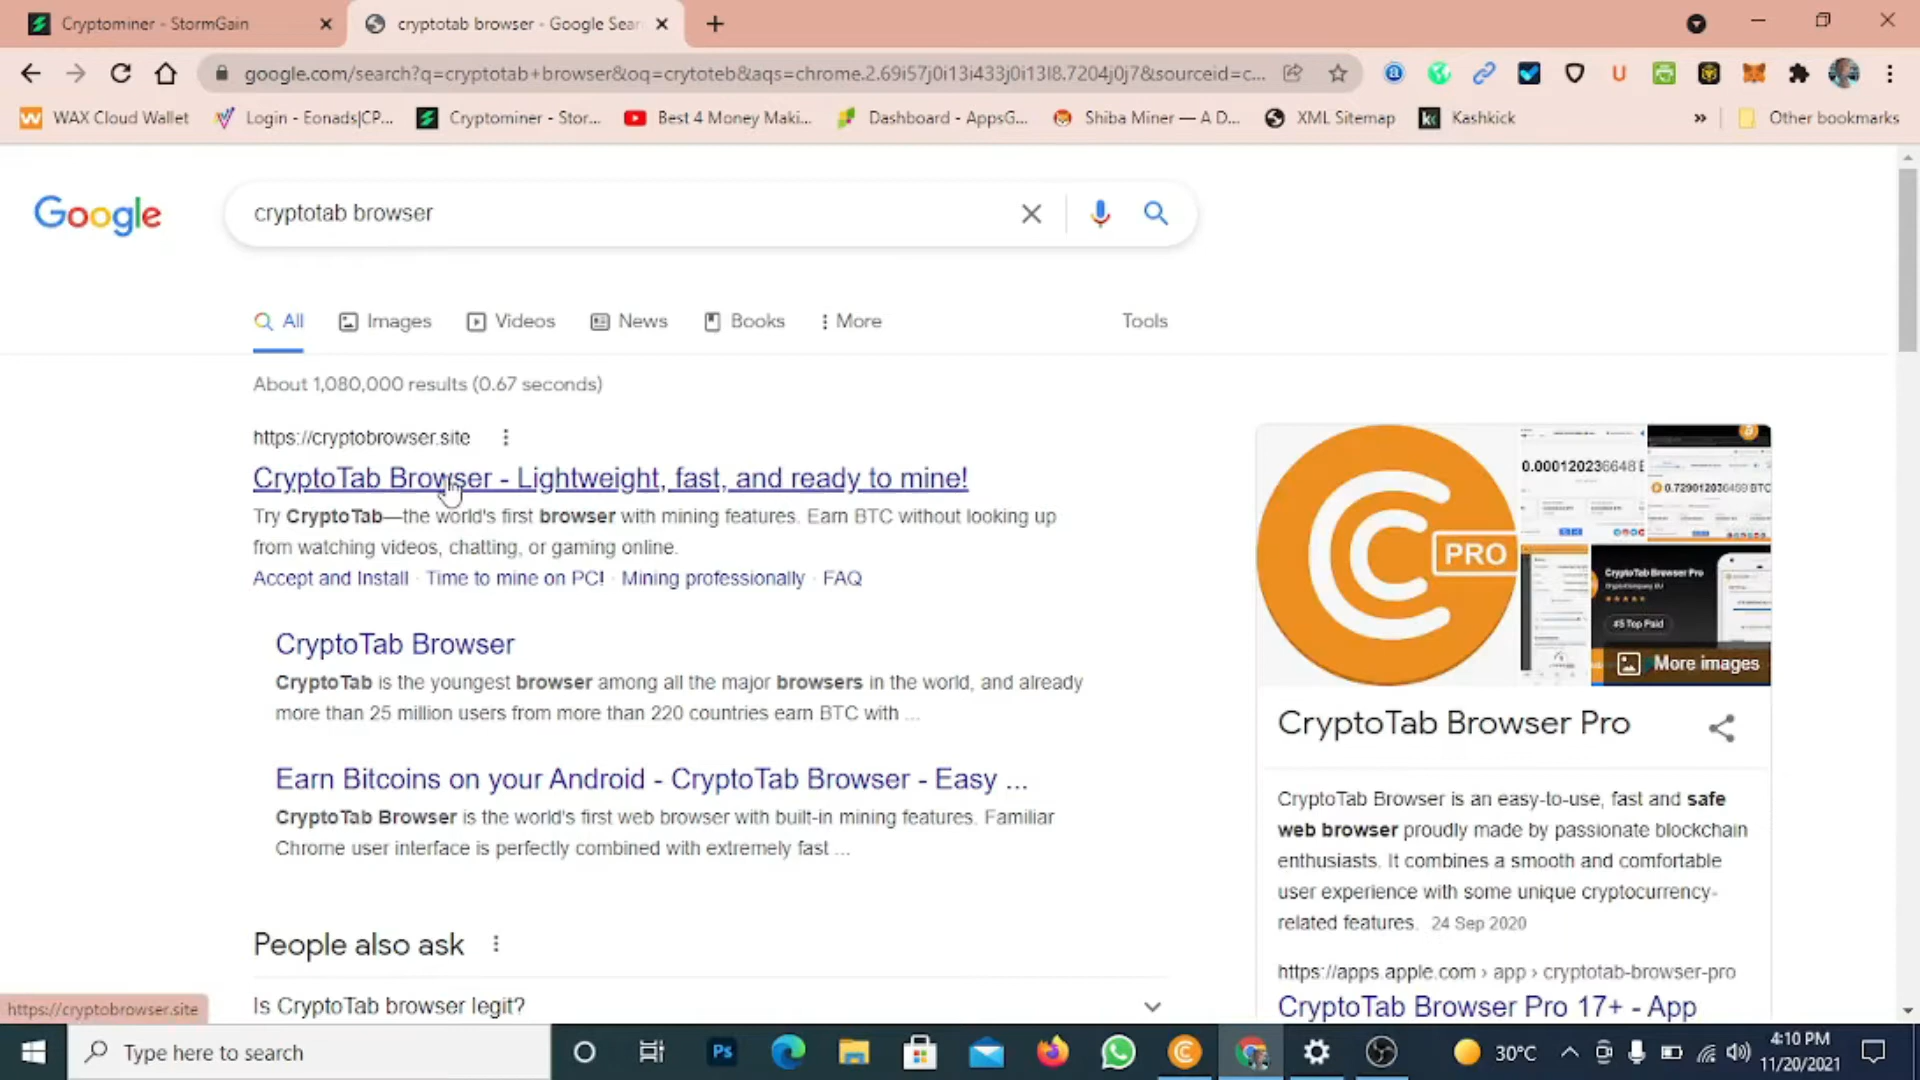 Cryptominer - StormGain
cryptotab browser - Google Sear
google.com/search?q=cryptotab+browser&oq=crytoteb&aqs=chrome.2.69i57j0i13i433j0i13l8.7204j0j7&sourceid=c...
WAX Cloud Wallet
Login - Eonads|CP...
Cryptominer - Stor...
Best 4 Money Maki...
Dashboard - AppsG...
Shiba Miner — A D...
XML Sitemap
Kashkick
Other bookmarks
Google
cryptotab browser
All
Images
Videos
News
Books
More
Tools
About 1,080,000 results (0.67 seconds)
https://cryptobrowser.site
CryptoTab Browser - Lightweight, fast, and ready to mine!
Try CryptoTab—the world's first browser with mining features. Earn BTC without looking up
from watching videos, chatting, or gaming online.
Accept and Install · Time to mine on PC! · Mining professionally · FAQ
CryptoTab Browser
CryptoTab is the youngest browser among all the major browsers in the world, and already
more than 25 million users from more than 220 countries earn BTC with ...
Earn Bitcoins on your Android - CryptoTab Browser - Easy ...
CryptoTab Browser is the world's first web browser with built-in mining features. Familiar
Chrome user interface is perfectly combined with extremely fast ...
People also ask
Is CryptoTab browser legit?
PRO
0.000120236648
0.729012036459 BTC
CryptoTab Browser Pro
#5 Top Paid
More images
CryptoTab Browser Pro
CryptoTab Browser is an easy-to-use, fast and safe
web browser proudly made by passionate blockchain
enthusiasts. It combines a smooth and comfortable
user experience with some unique cryptocurrency-
related features. 24 Sep 2020
https://apps.apple.com › app › cryptotab-browser-pro
CryptoTab Browser Pro 17+ - App
https://cryptobrowser.site
Type here to search
Ps
30°C
4:10 PM
11/20/2021